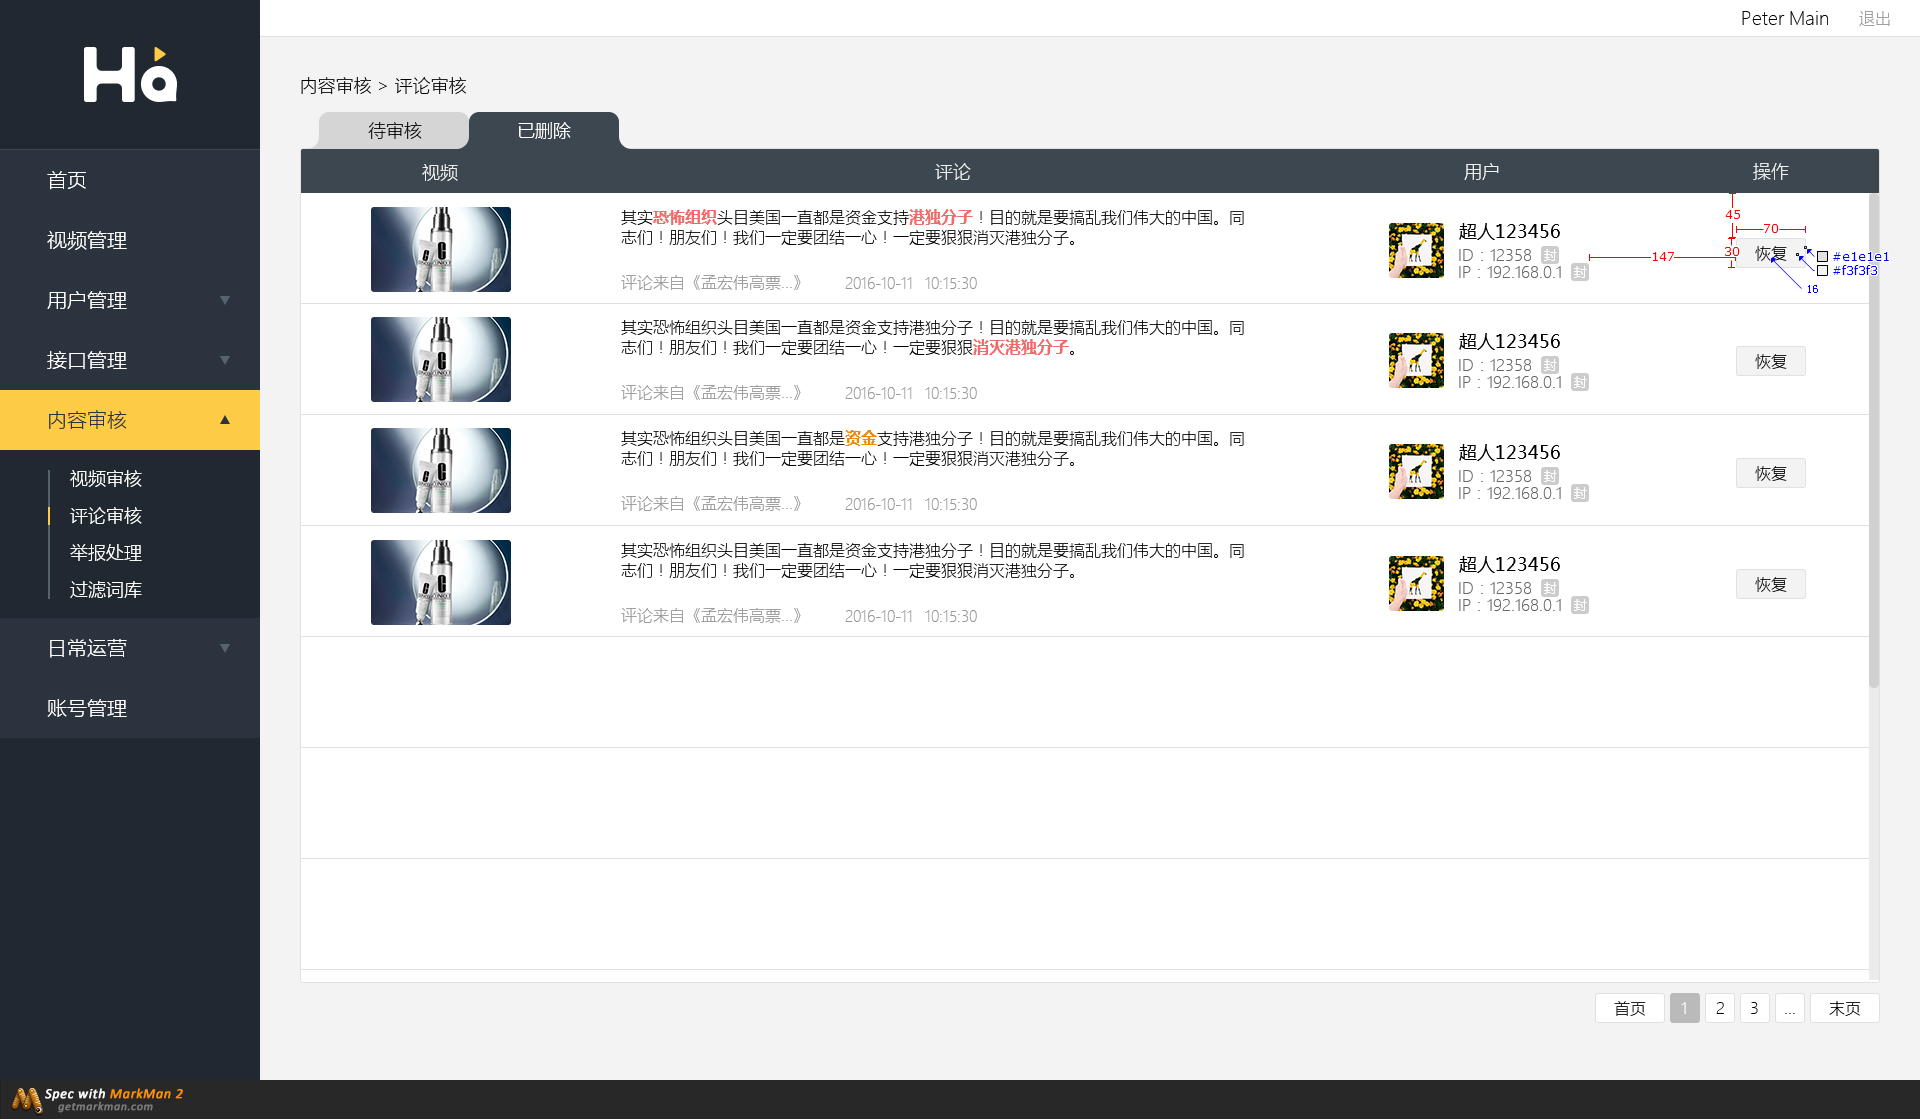 Peter Main 退出
Ha
内容审核 > 评论审核
待审核 已删除
首页
视频管理
用户管理
接口管理
内容审核
视频审核
评论审核
举报处理
过滤词库
日常运营
账号管理
视频 评论 用户 操作
其实恐怖组织头目美国一直都是资金支持港独分子！目的就是要搞乱我们伟大的中国。同
志们！朋友们！我们一定要团结一心！一定要狠狠消灭港独分子。
评论来自《孟宏伟高票...》 2016-10-11 10:15:30
超人123456
ID：12358 封
IP：192.168.0.1 封
恢复
45
70
30
147
#e1e1e1
#f3f3f3
16
其实恐怖组织头目美国一直都是资金支持港独分子！目的就是要搞乱我们伟大的中国。同
志们！朋友们！我们一定要团结一心！一定要狠狠消灭港独分子。
评论来自《孟宏伟高票...》 2016-10-11 10:15:30
超人123456
ID：12358 封
IP：192.168.0.1 封
恢复
其实恐怖组织头目美国一直都是资金支持港独分子！目的就是要搞乱我们伟大的中国。同
志们！朋友们！我们一定要团结一心！一定要狠狠消灭港独分子。
评论来自《孟宏伟高票...》 2016-10-11 10:15:30
超人123456
ID：12358 封
IP：192.168.0.1 封
恢复
其实恐怖组织头目美国一直都是资金支持港独分子！目的就是要搞乱我们伟大的中国。同
志们！朋友们！我们一定要团结一心！一定要狠狠消灭港独分子。
评论来自《孟宏伟高票...》 2016-10-11 10:15:30
超人123456
ID：12358 封
IP：192.168.0.1 封
恢复
首页 1 2 3 ... 末页
Spec with MarkMan 2
getmarkman.com